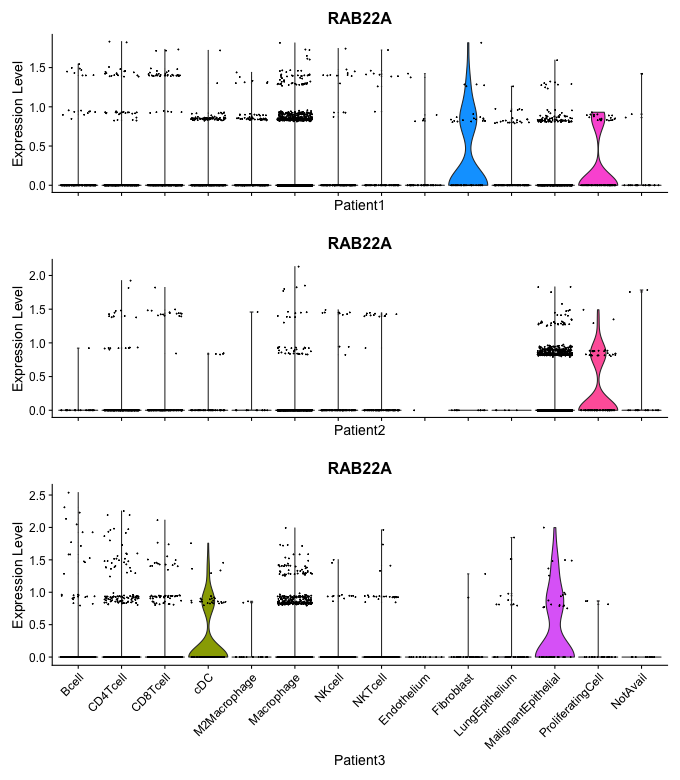 RAB22A
Expression Level
1.5
1.0
0.5
0.0
Patient1
RAB22A
Expression Level
2.0
1.5
1.0
0.5
0.0
Patient2
RAB22A
Expression Level
2.5
2.0
1.5
1.0
0.5
0.0
Bcell
CD4Tcell
CD8Tcell
cDC
M2Macrophage
Macrophage
NKcell
NKTcell
Endothelium
Fibroblast
LungEpithelium
MalignantEpithelial
ProliferatingCell
NotAvail
Patient3